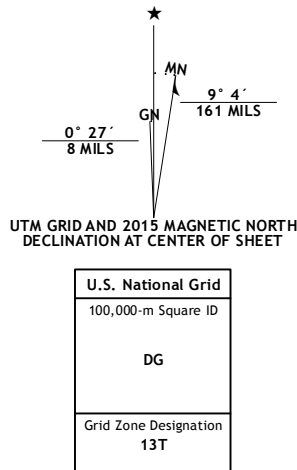 MN
GN
9° 4´
161 MILS
0° 27´
8 MILS
UTM GRID AND 2015 MAGNETIC NORTH
DECLINATION AT CENTER OF SHEET
U.S. National Grid
100,000-m Square ID
DG
Grid Zone Designation
13T